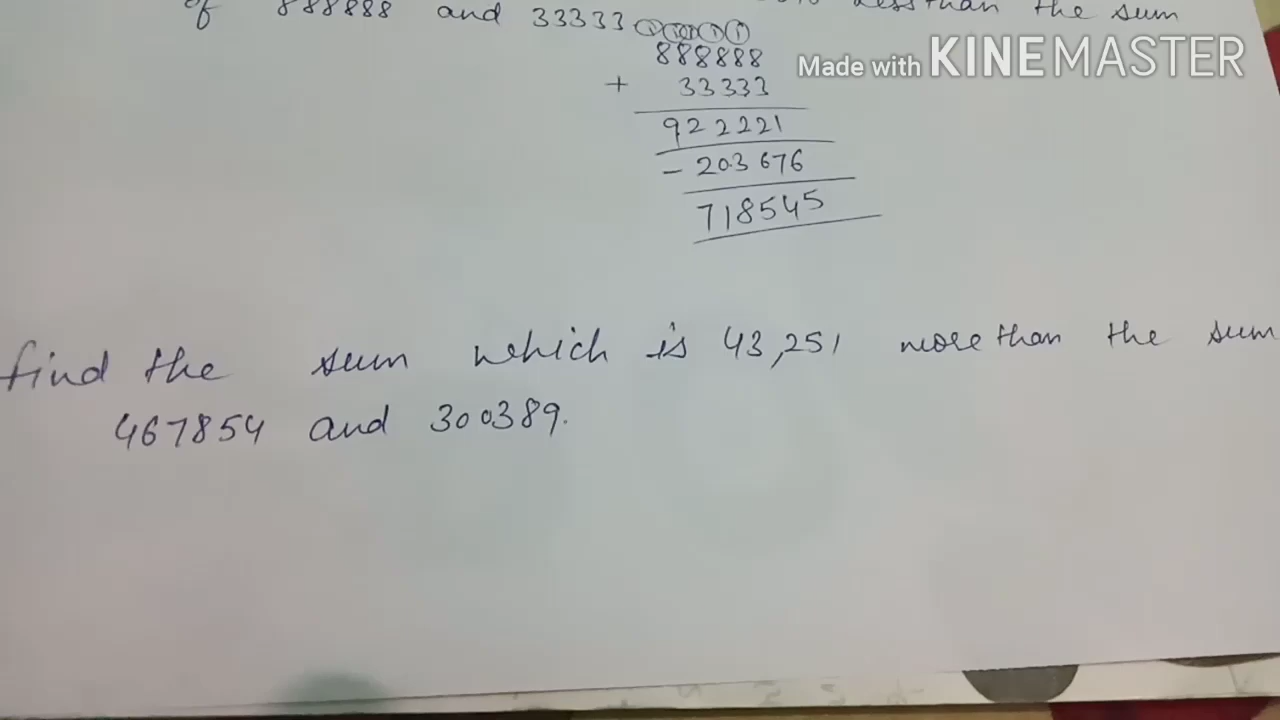 of 888888 and 33333 less than the sum
888888
Made with KINEMASTER
+ 33333
922221
- 203676
718545
find the sum which is 43,251 more than the sum
467854 and 300389.